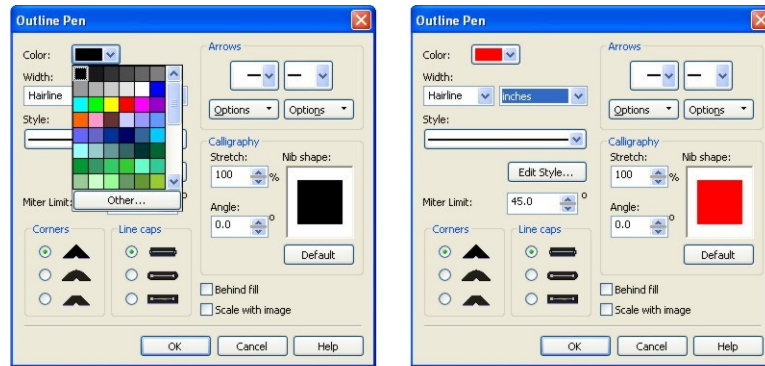 Outline Pen
Color:
Width:
Hairline
Style:
Other...
Miter Limit:
Corners
Line caps
Arrows
Options
Options
Calligraphy
Stretch:
Nib shape:
100 %
Angle:
0.0 °
Default
Behind fill
Scale with image
OK
Cancel
Help
Outline Pen
Color:
Width:
Hairline
inches
Style:
Edit Style...
Miter Limit:
45.0 °
Corners
Line caps
Arrows
Options
Options
Calligraphy
Stretch:
Nib shape:
100 %
Angle:
0.0 °
Default
Behind fill
Scale with image
OK
Cancel
Help